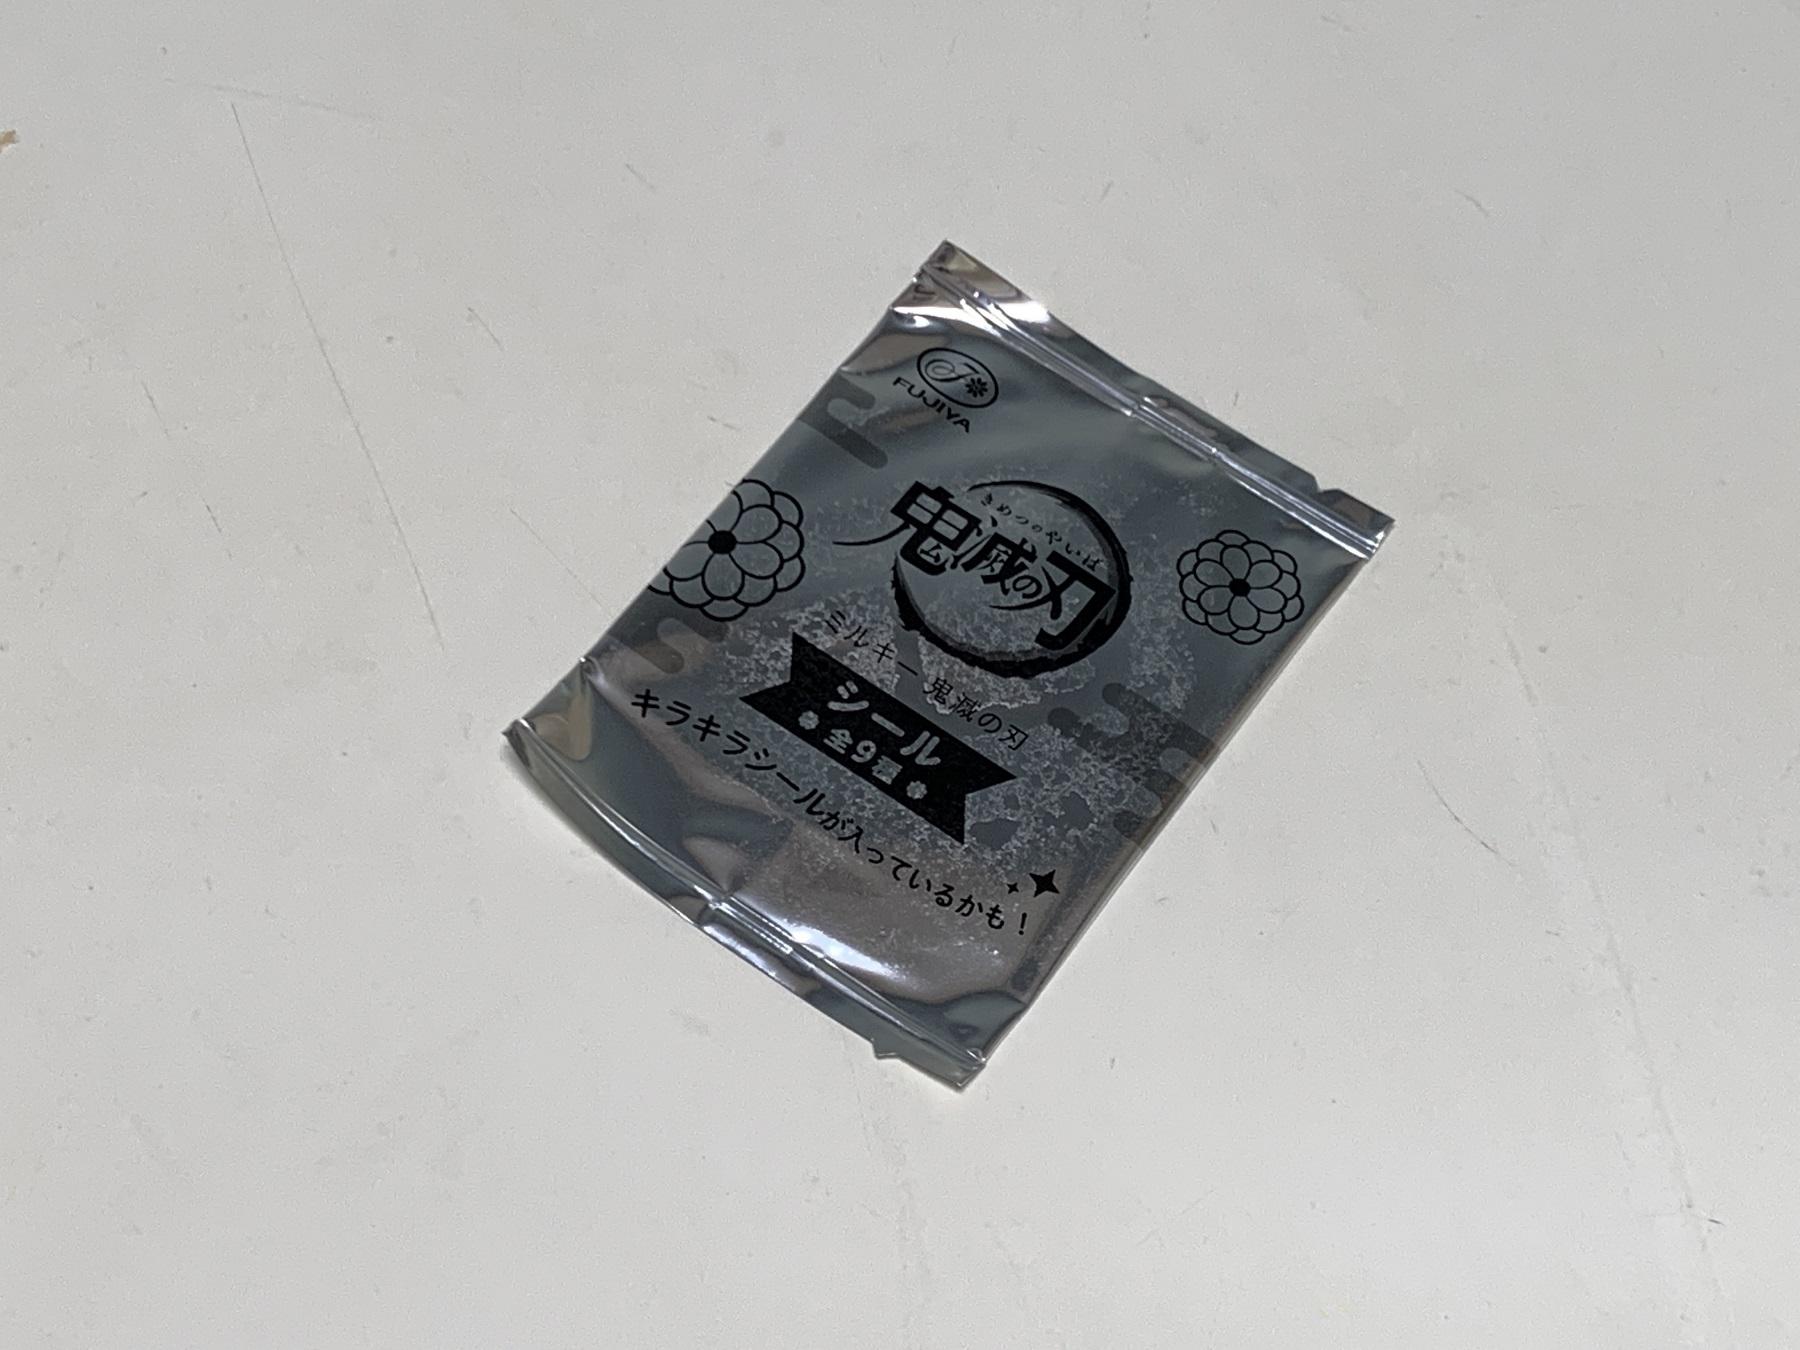 FUJIYA
きめつのやいば
鬼滅の刃
ミルキー 鬼滅の刃
シール
全9種
キラキラシールが入っているかも!